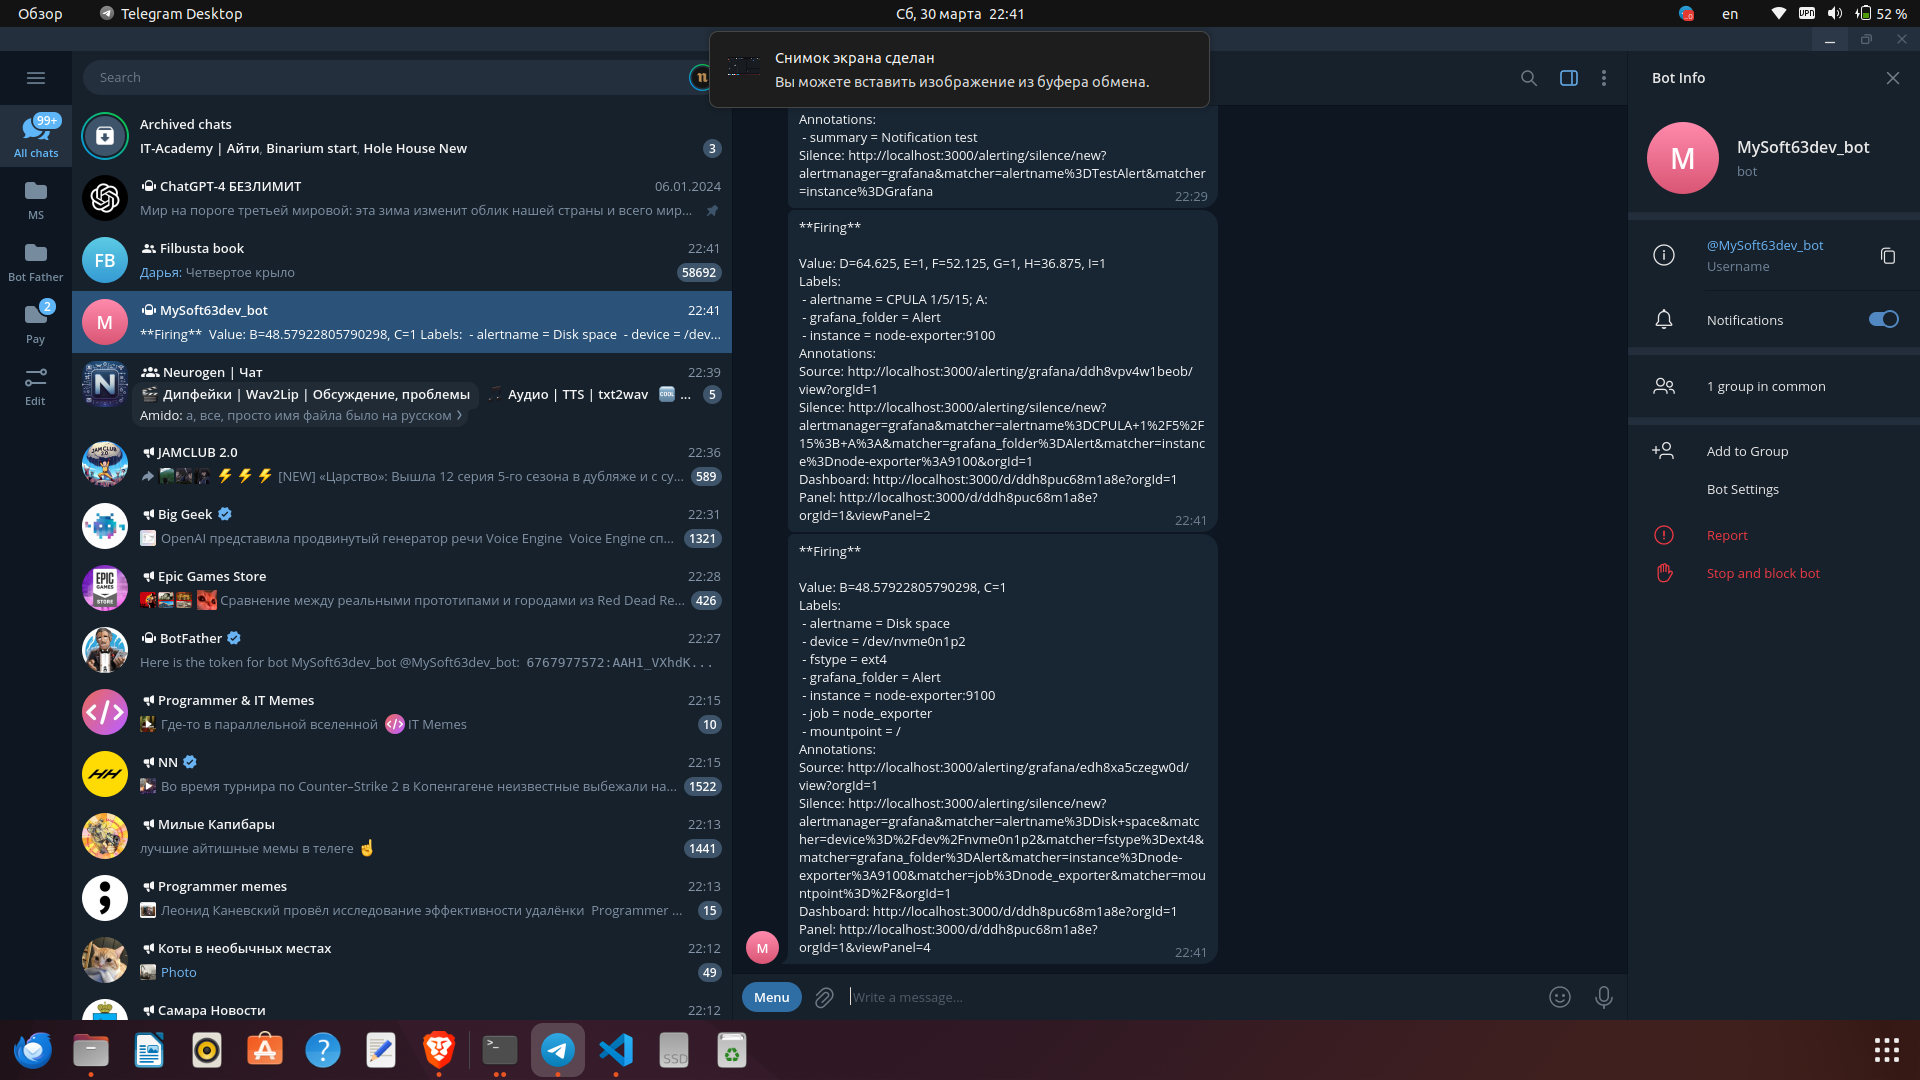 Обзор
Telegram Desktop
Сб, 30 марта 22:41
en
VPN
52 %
Снимок экрана сделан
Вы можете вставить изображение из буфера обмена.
99+
All chats
MS
Bot Father
2
Pay
Edit
Search
Archived chats
IT-Academy | Айти, Binarium start, Hole House New
3
ChatGPT-4 БЕЗЛИМИТ
06.01.2024
Мир на пороге третьей мировой: эта зима изменит облик нашей страны и всего мир...
FB
Filbusta book
22:41
Дарья: Четвертое крыло
58692
M
MySoft63dev_bot
22:41
**Firing** Value: B=48.57922805790298, C=1 Labels: - alertname = Disk space - device = /dev...
N
Neurogen | Чат
22:39
Дипфейки | Wav2Lip | Обсуждение, проблемы
Аудио | TTS | txt2wav
COOL ...
5
Amido: а, все, просто имя файла было на русском
JAMCLUB 2.0
22:36
[NEW] «Царство»: Вышла 12 серия 5-го сезона в дубляже и с су...
589
Big Geek
22:31
OpenAI представила продвинутый генератор речи Voice Engine Voice Engine сп...
1321
EPIC GAMES STORE
Epic Games Store
22:28
Сравнение между реальными прототипами и городами из Red Dead Re...
426
BotFather
22:27
Here is the token for bot MySoft63dev_bot @MySoft63dev_bot: 6767977572:AAH1_VXhdK...
Programmer & IT Memes
22:15
Где-то в параллельной вселенной IT Memes
10
NN
22:15
Во время турнира по Counter-Strike 2 в Копенгагене неизвестные выбежали на...
1522
Милые Капибары
22:13
лучшие айтишные мемы в телеге
1441
Programmer memes
22:13
Леонид Каневский провёл исследование эффективности удалёнки Programmer ...
15
Коты в необычных местах
22:12
Photo
49
Самара Новости
22:12
Annotations:
- summary = Notification test
Silence: http://localhost:3000/alerting/silence/new?
alertmanager=grafana&matcher=alertname%3DTestAlert&matcher
=instance%3DGrafana
22:29
**Firing**
Value: D=64.625, E=1, F=52.125, G=1, H=36.875, I=1
Labels:
- alertname = CPULA 1/5/15; A:
- grafana_folder = Alert
- instance = node-exporter:9100
Annotations:
Source: http://localhost:3000/alerting/grafana/ddh8vpv4w1beob/
view?orgId=1
Silence: http://localhost:3000/alerting/silence/new?
alertmanager=grafana&matcher=alertname%3DCPULA+1%2F5%2F
15%3B+A%3A&matcher=grafana_folder%3DAlert&matcher=instanc
e%3Dnode-exporter%3A9100&orgId=1
Dashboard: http://localhost:3000/d/ddh8puc68m1a8e?orgId=1
Panel: http://localhost:3000/d/ddh8puc68m1a8e?
orgId=1&viewPanel=2
22:41
**Firing**
Value: B=48.57922805790298, C=1
Labels:
- alertname = Disk space
- device = /dev/nvme0n1p2
- fstype = ext4
- grafana_folder = Alert
- instance = node-exporter:9100
- job = node_exporter
- mountpoint = /
Annotations:
Source: http://localhost:3000/alerting/grafana/edh8xa5czegw0d/
view?orgId=1
Silence: http://localhost:3000/alerting/silence/new?
alertmanager=grafana&matcher=alertname%3DDisk+space&matc
her=device%3D%2Fdev%2Fnvme0n1p2&matcher=fstype%3Dext4&
matcher=grafana_folder%3DAlert&matcher=instance%3Dnode-
exporter%3A9100&matcher=job%3Dnode_exporter&matcher=mou
ntpoint%3D%2F&orgId=1
Dashboard: http://localhost:3000/d/ddh8puc68m1a8e?orgId=1
Panel: http://localhost:3000/d/ddh8puc68m1a8e?
orgId=1&viewPanel=4
22:41
M
Menu
Write a message...
Bot Info
M
MySoft63dev_bot
bot
@MySoft63dev_bot
Username
Notifications
1 group in common
Add to Group
Bot Settings
Report
Stop and block bot
SSD